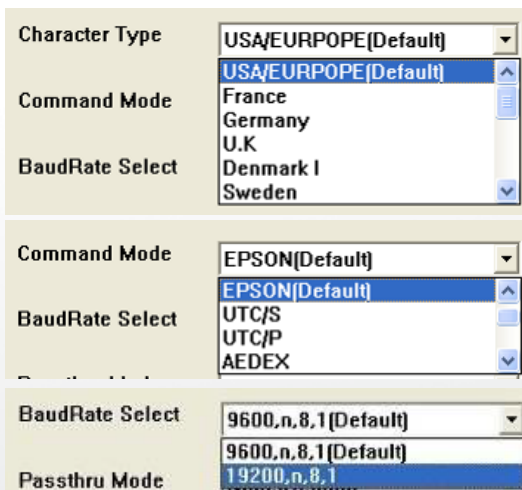 Character Type USA/EURPOPE(Default)
USA/EURPOPE(Default)
Command Mode France
Germany
U.K
BaudRate Select Denmark I
Sweden
Command Mode EPSON(Default)
EPSON(Default)
BaudRate Select UTC/S
UTC/P
AEDEX
BaudRate Select 9600,n,8,1(Default)
9600,n,8,1(Default)
Passthru Mode 19200,n,8,1